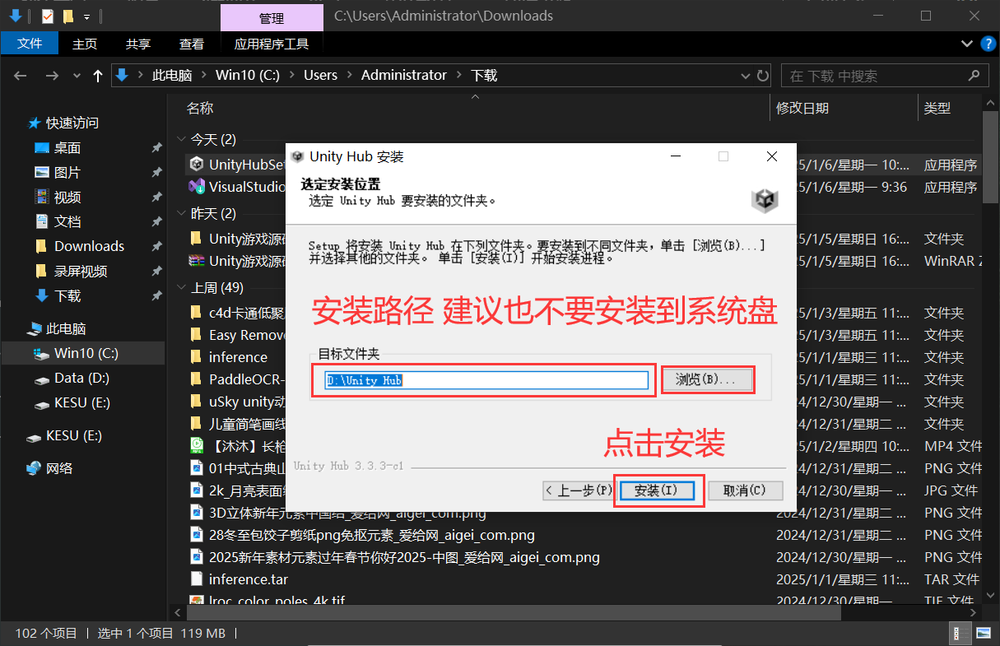 管理
C:\Users\Administrator\Downloads
文件 主页 共享 查看 应用程序工具
此电脑 > Win10 (C:) > Users > Administrator > 下载
在 下载 中搜索
名称 修改日期 类型
快速访问
桌面
图片
视频
文档
Downloads
录屏视频
下载
此电脑
Win10 (C:)
Data (D:)
KESU (E:)
KESU (E:)
网络
今天 (2)
UnityHubSet 25/1/6/星期一 10:... 应用程序
VisualStudio 25/1/6/星期一 9:36 应用程序
昨天 (2)
Unity游戏源码 25/1/5/星期日 16:... 文件夹
Unity游戏源码 25/1/5/星期日 16:... WinRAR Z
上周 (49)
c4d卡通低聚 25/1/3/星期五 11:... 文件夹
Easy Remove 25/1/3/星期五 11:... 文件夹
inference 25/1/1/星期三 11:... 文件夹
PaddleOCR- 25/1/1/星期三 11:... 文件夹
uSky unity动 24/12/30/星期一 ... 文件夹
儿童简笔画线 24/12/31/星期二 ... 文件夹
【沐沐】长枪 25/1/2/星期四 10:... MP4 文件
01中式古典山 24/12/31/星期二 ... PNG 文件
2k_月亮表面 24/12/30/星期一 ... JPG 文件
3D立体新年元素中国结_爱给网_aigei_com.png 2024/12/31/星期二 ... PNG 文件
28冬至包饺子剪纸png免抠元素_爱给网_aigei_com.png 2024/12/31/星期二 ... PNG 文件
2025新年素材元素过年春节你好2025-中图_爱给网_aigei_com.png 2024/12/30/星期一 ... PNG 文件
inference.tar 2025/1/1/星期三 11:... TAR 文件
lroc_color_poles_4k.tif 2024/12/30/星期一 ... TIF 文件
Unity Hub 安装
选定安装位置
选定 Unity Hub 要安装的文件夹。
Setup 将安装 Unity Hub 在下列文件夹。要安装到不同文件夹，单击 [浏览(B)...]
并选择其他的文件夹。 单击 [安装(I)] 开始安装进程。
安装路径 建议也不要安装到系统盘
目标文件夹
D:\Unity Hub 浏览(B)...
点击安装
Unity Hub 3.3.3-c1
< 上一步(P) 安装(I) 取消(C)
102 个项目 | 选中 1 个项目 119 MB |